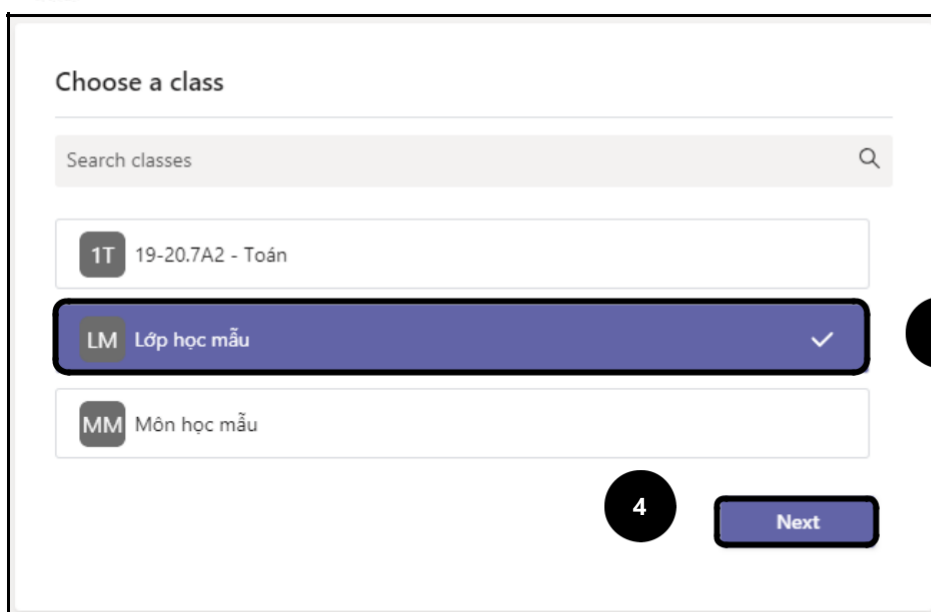 Choose a class
Search classes
1T 19-20.7A2 - Toán
LM Lớp học mẫu
MM Môn học mẫu
4
Next